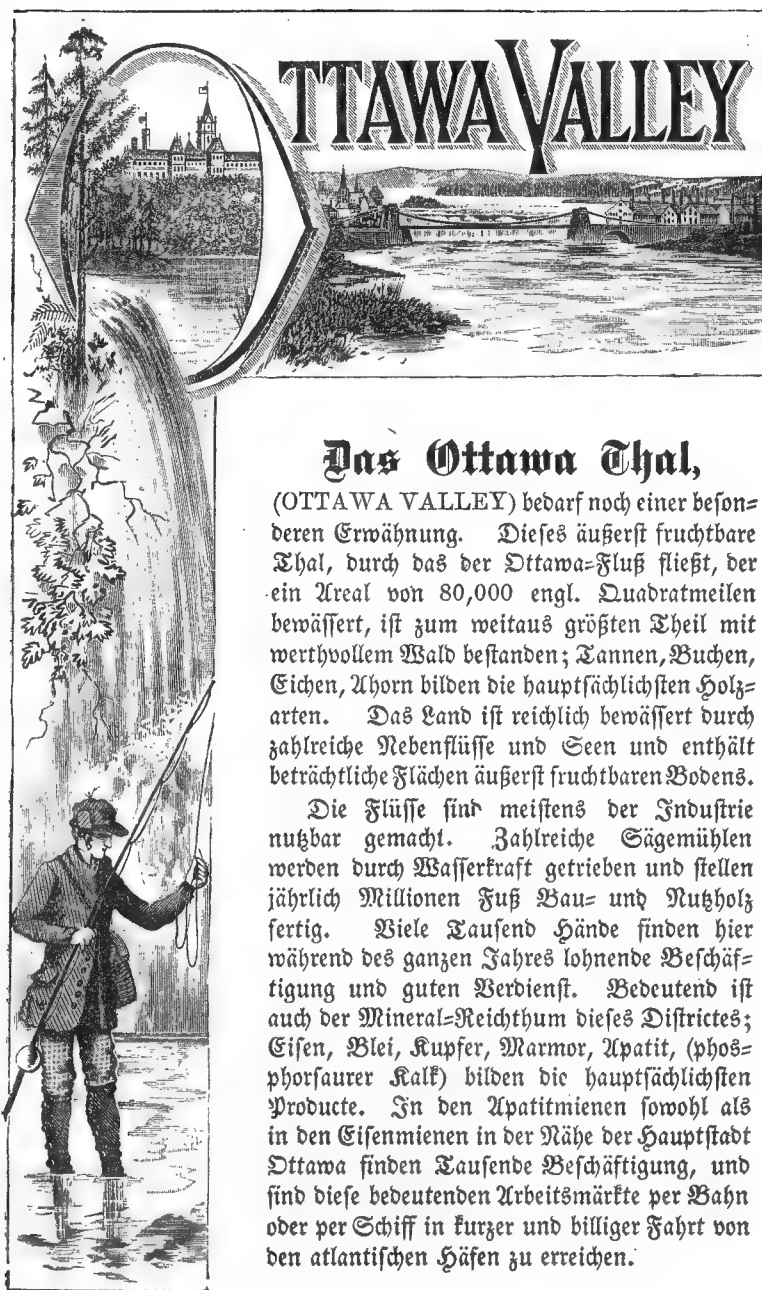 OTTAWA VALLEY
Das Ottawa Thal,
(OTTAWA VALLEY) bedarf noch einer beson=
deren Erwähnung. Dieses äußerst fruchtbare
Thal, durch das der Ottawa=Fluß fließt, der
ein Areal von 80,000 engl. Quadratmeilen
bewässert, ist zum weitaus größten Theil mit
werthvollem Wald bestanden; Tannen, Buchen,
Eichen, Ahorn bilden die hauptsächlichsten Holz=
arten. Das Land ist reichlich bewässert durch
zahlreiche Nebenflüsse und Seen und enthält
beträchtliche Flächen äußerst fruchtbaren Bodens.
Die Flüsse sind meistens der Industrie
nutzbar gemacht. Zahlreiche Sägemühlen
werden durch Wasserkraft getrieben und stellen
jährlich Millionen Fuß Bau= und Nutzholz
fertig. Viele Tausend Hände finden hier
während des ganzen Jahres lohnende Beschäf=
tigung und guten Verdienst. Bedeutend ist
auch der Mineral=Reichthum dieses Districtes;
Eisen, Blei, Kupfer, Marmor, Apatit, (phos=
phorsaurer Kalk) bilden die hauptsächlichsten
Producte. In den Apatitmienen sowohl als
in den Eisenmienen in der Nähe der Hauptstadt
Ottawa finden Tausende Beschäftigung, und
sind diese bedeutenden Arbeitsmärkte per Bahn
oder per Schiff in kurzer und billiger Fahrt von
den atlantischen Häfen zu erreichen.